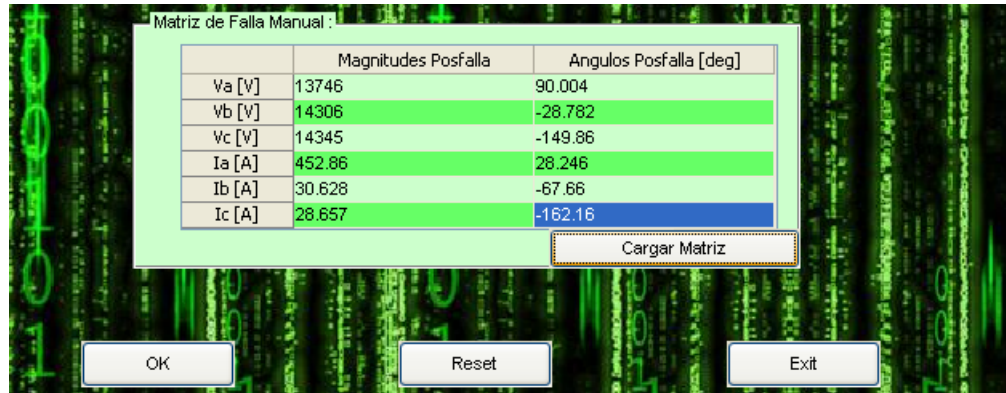 Matriz de Falla Manual :
Magnitudes Posfalla Angulos Posfalla [deg]
Va [V] 13746 90.004
Vb [V] 14306 -28.782
Vc [V] 14345 -149.86
Ia [A] 452.86 28.246
Ib [A] 30.628 -67.66
Ic [A] 28.657 -162.16
Cargar Matriz
OK Reset Exit